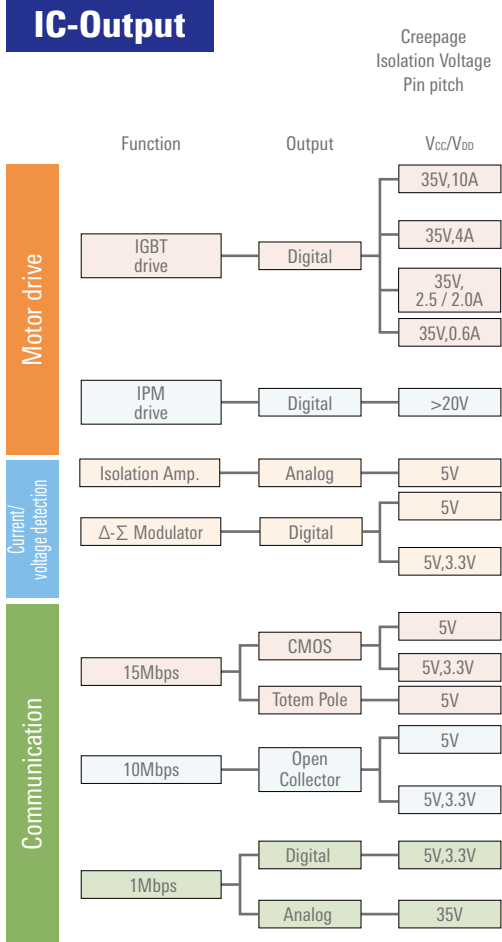 IC-Output
Creepage
Isolation Voltage
Pin pitch
Function
Output
Vcc/VDD
Motor drive
IGBT
drive
Digital
35V,10A
35V,4A
35V,
2.5 / 2.0A
35V,0.6A
IPM
drive
Digital
>20V
Current/
voltage detection
Isolation Amp.
Analog
5V
Δ-∑ Modulator
Digital
5V
5V,3.3V
Communication
15Mbps
CMOS
5V
5V,3.3V
Totem Pole
5V
10Mbps
Open
Collector
5V
5V,3.3V
1Mbps
Digital
5V,3.3V
Analog
35V